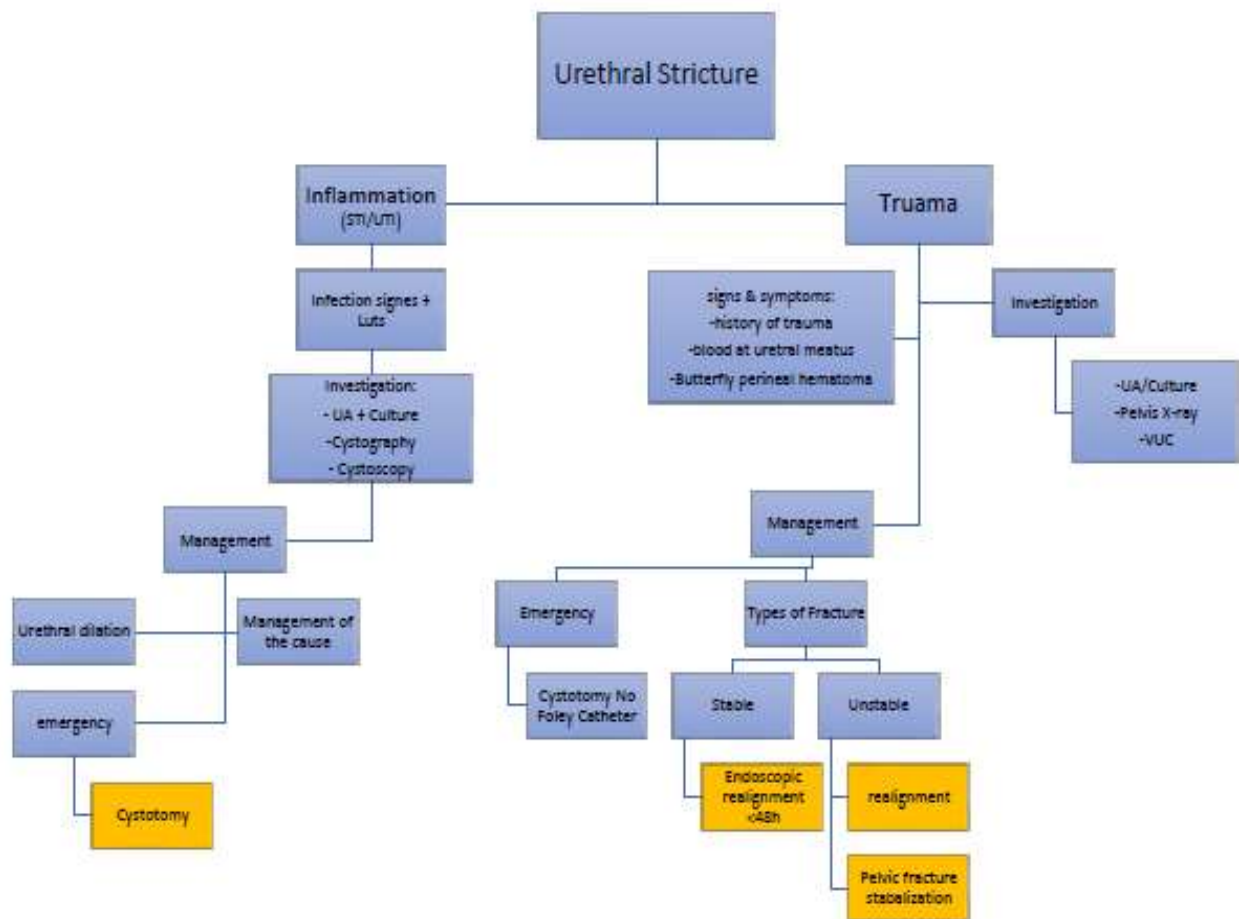 Urethral Stricture
Inflammation
(STI/UTI)
Infection signes +
Luts
Investigation:
- UA + Culture
-Cystography
- Cystoscopy
Management
Urethral dilation
Management of
the cause
emergency
Cystotomy
Truama
signs & symptoms:
-history of trauma
-blood at uretral meatus
-Butterfly perineal hematoma
Investigation
-UA/Culture
-Pelvis X-ray
-VUC
Management
Emergency
Cystotomy No
Foley Catheter
Types of Fracture
Stable
Endoscopic
realignment
<48h
Unstable
realignment
Pelvic fracture
stabalization